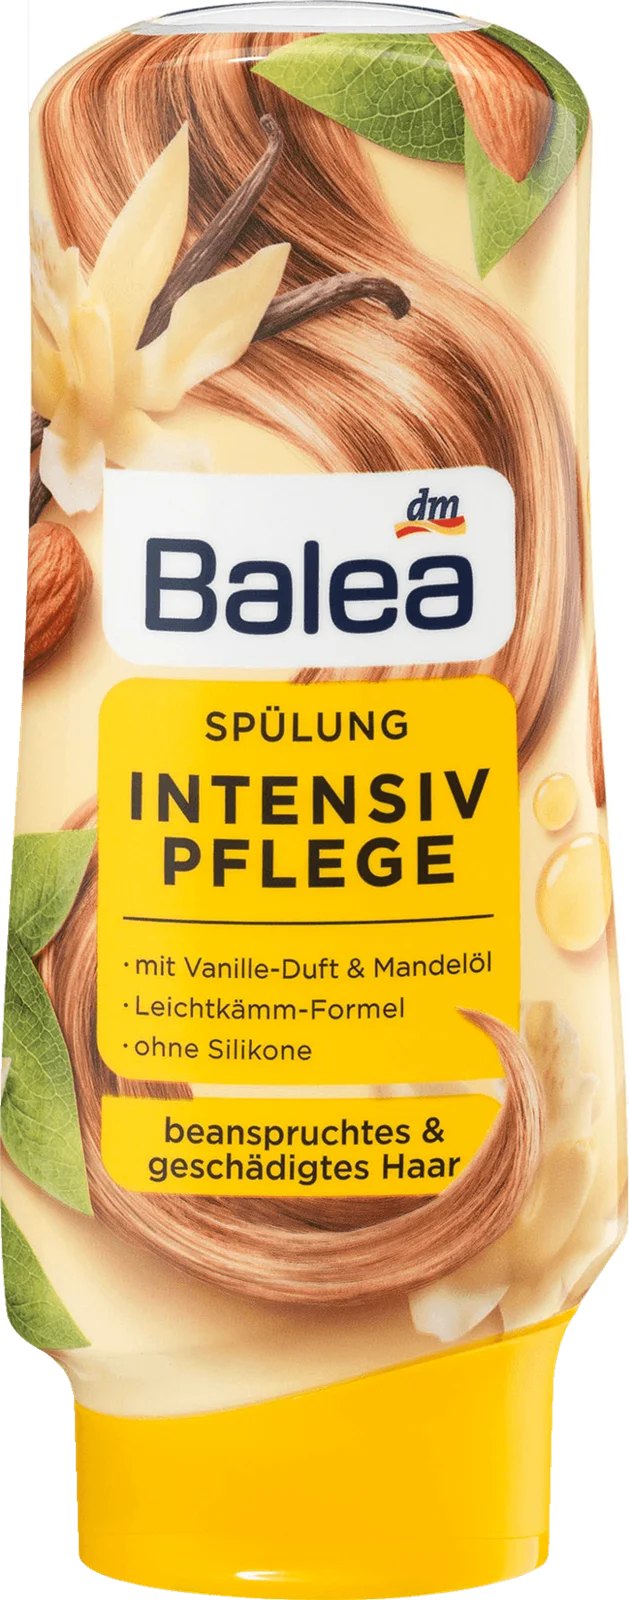 dm
Balea
SPÜLUNG
INTENSIV
PFLEGE
· mit Vanille-Duft & Mandelöl
· Leichtkämm-Formel
· ohne Silikone
beanspruchtes &
geschädigtes Haar